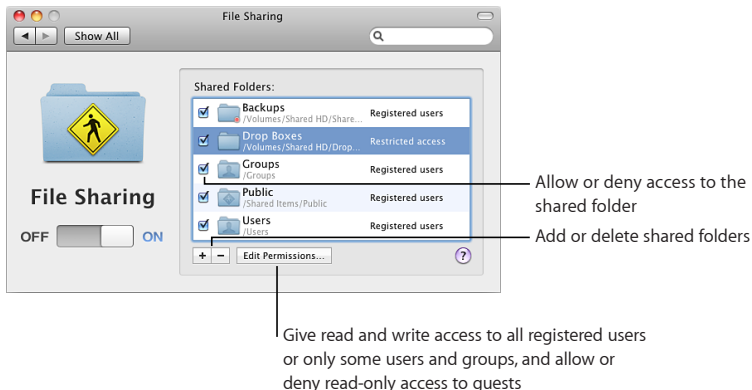 File Sharing
Show All
Shared Folders:
Backups
/Volumes/Shared HD/Share...
Registered users
Drop Boxes
/Volumes/Shared HD/Drop...
Restricted access
Groups
/Groups
Registered users
Public
/Shared Items/Public
Registered users
Users
/Users
Registered users
File Sharing
OFF ON
+ − Edit Permissions... ?
Allow or deny access to the
shared folder
Add or delete shared folders
Give read and write access to all registered users
or only some users and groups, and allow or
deny read-only access to guests